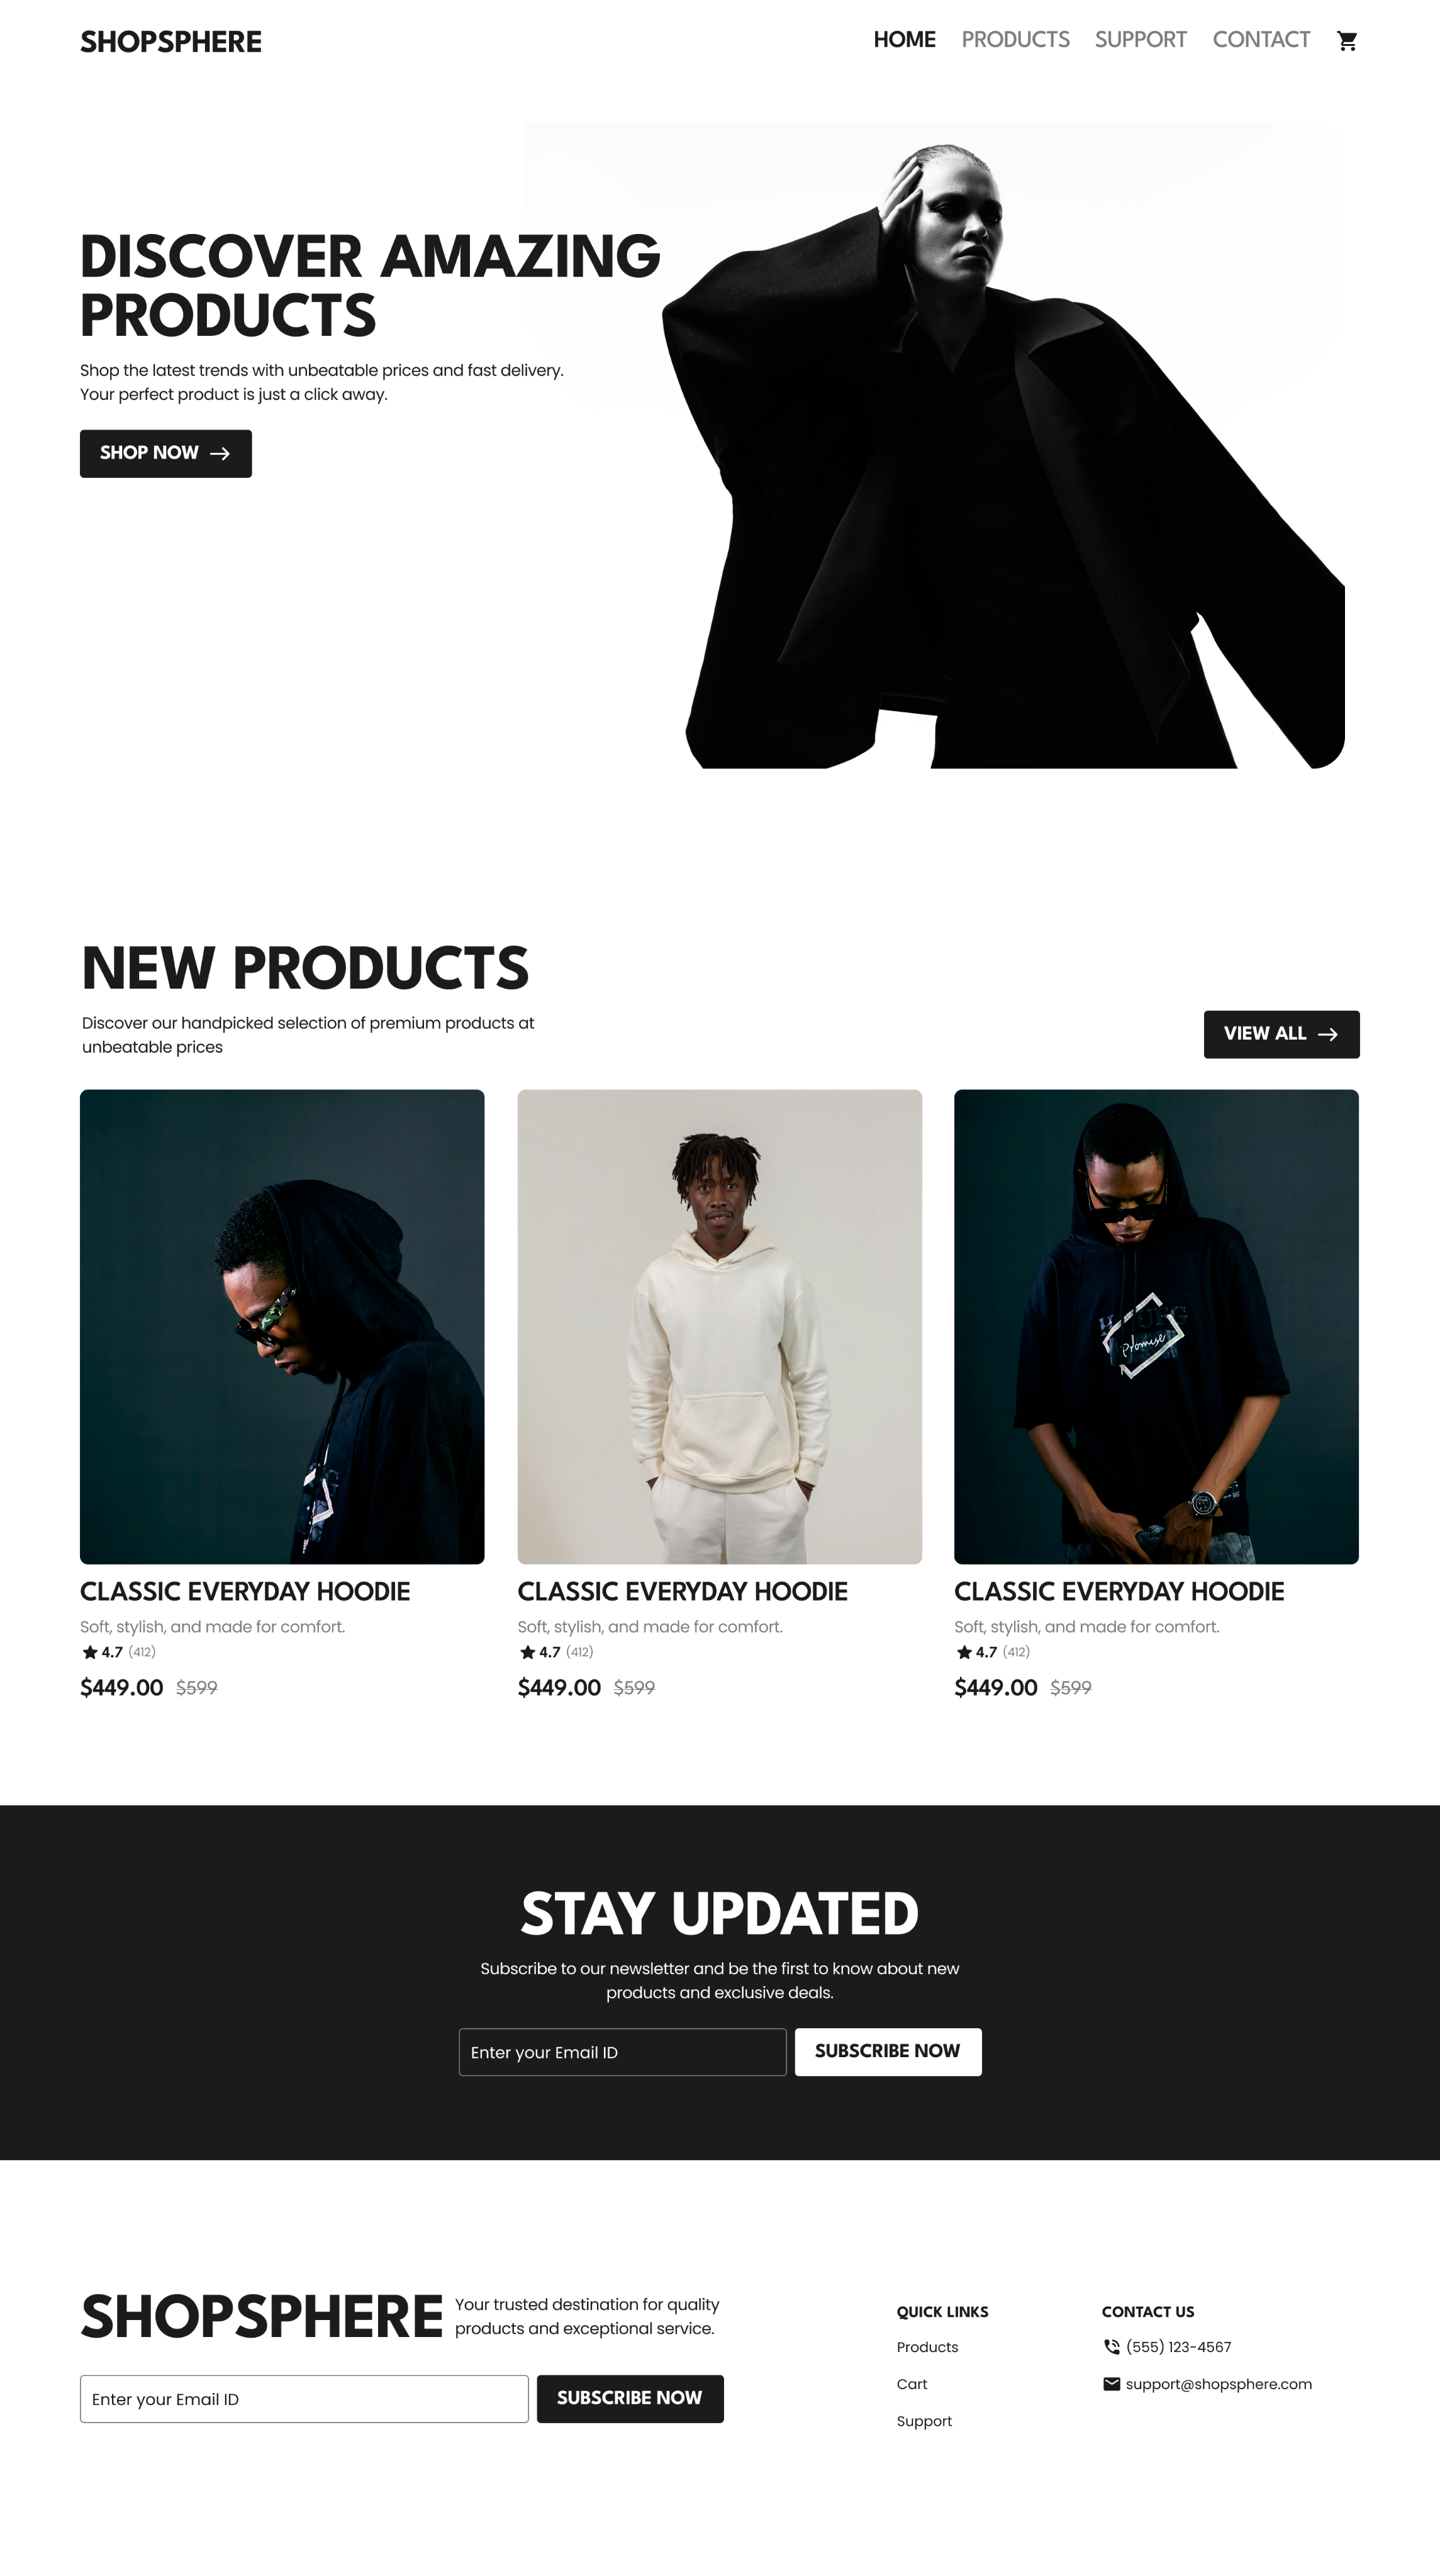 SHOPSPHERE
HOME PRODUCTS SUPPORT CONTACT
DISCOVER AMAZING
PRODUCTS
Shop the latest trends with unbeatable prices and fast delivery.
Your perfect product is just a click away.
SHOP NOW
NEW PRODUCTS
Discover our handpicked selection of premium products at
unbeatable prices
VIEW ALL
Promise
CLASSIC EVERYDAY HOODIE
Soft, stylish, and made for comfort.
4.7 (412)
$449.00 $599
CLASSIC EVERYDAY HOODIE
Soft, stylish, and made for comfort.
4.7 (412)
$449.00 $599
CLASSIC EVERYDAY HOODIE
Soft, stylish, and made for comfort.
4.7 (412)
$449.00 $599
STAY UPDATED
Subscribe to our newsletter and be the first to know about new
products and exclusive deals.
Enter your Email ID
SUBSCRIBE NOW
SHOPSPHERE
Your trusted destination for quality
products and exceptional service.
Enter your Email ID
SUBSCRIBE NOW
QUICK LINKS
Products
Cart
Support
CONTACT US
(555) 123-4567
support@shopsphere.com